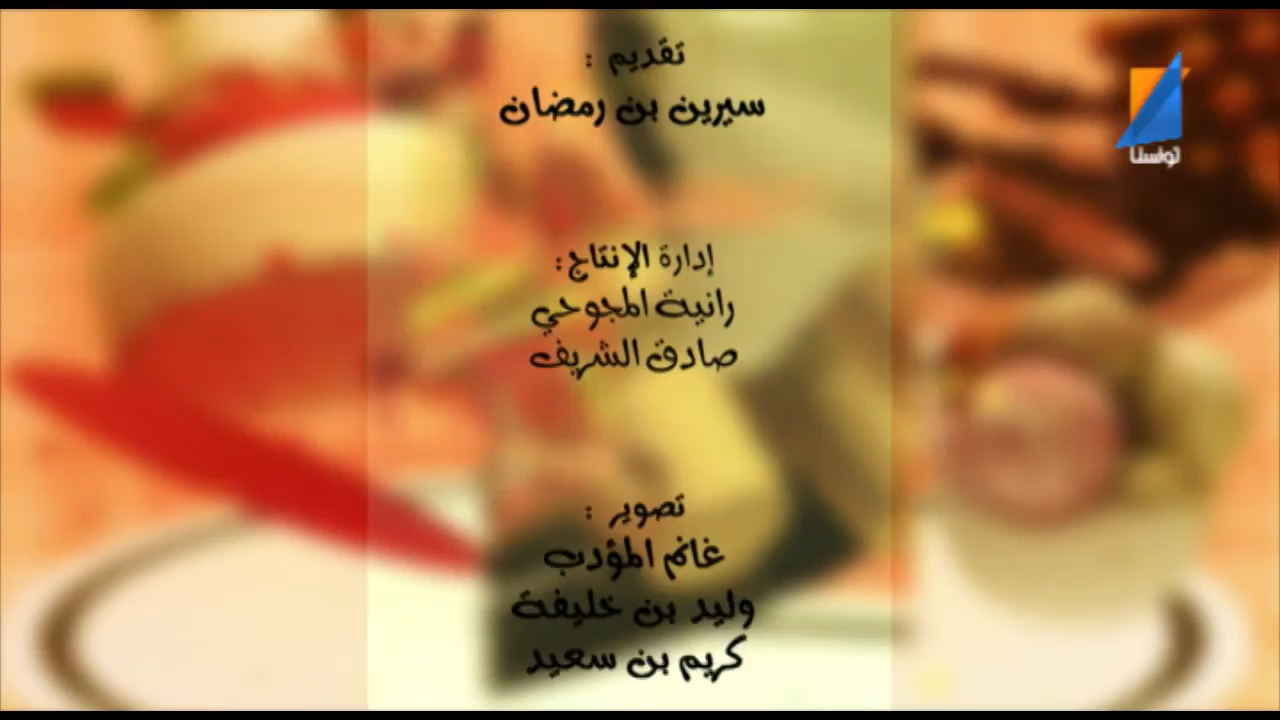 تقديم :
سيرين بن رمضان
تواسنا
إدارة الإنتاج :
رانية المجوحي
صادق الشريف
تصوير :
غانم المؤدب
وليد بن خليفة
كريم بن سعيد